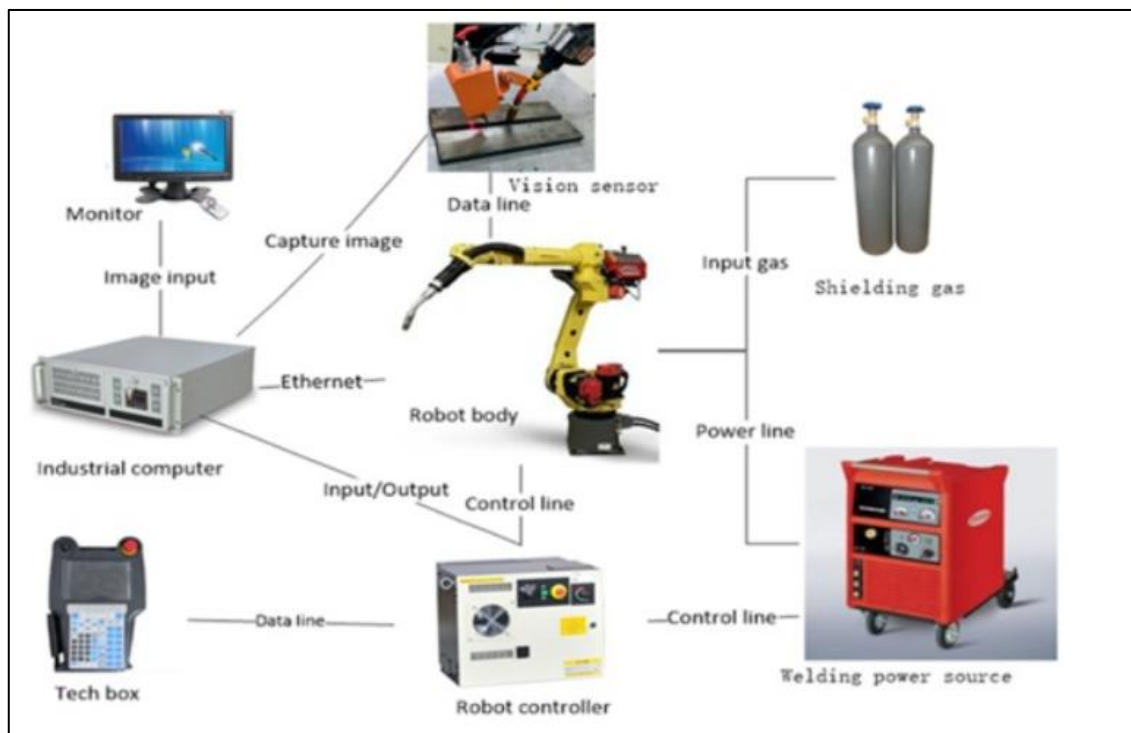 Vision sensor
Monitor
Data line
Capture image
Image input
Input gas
Shielding gas
Ethernet
Robot body
Power line
Industrial computer
Input/Output
Control line
Data line
Control line
Tech box
Robot controller
Welding power source